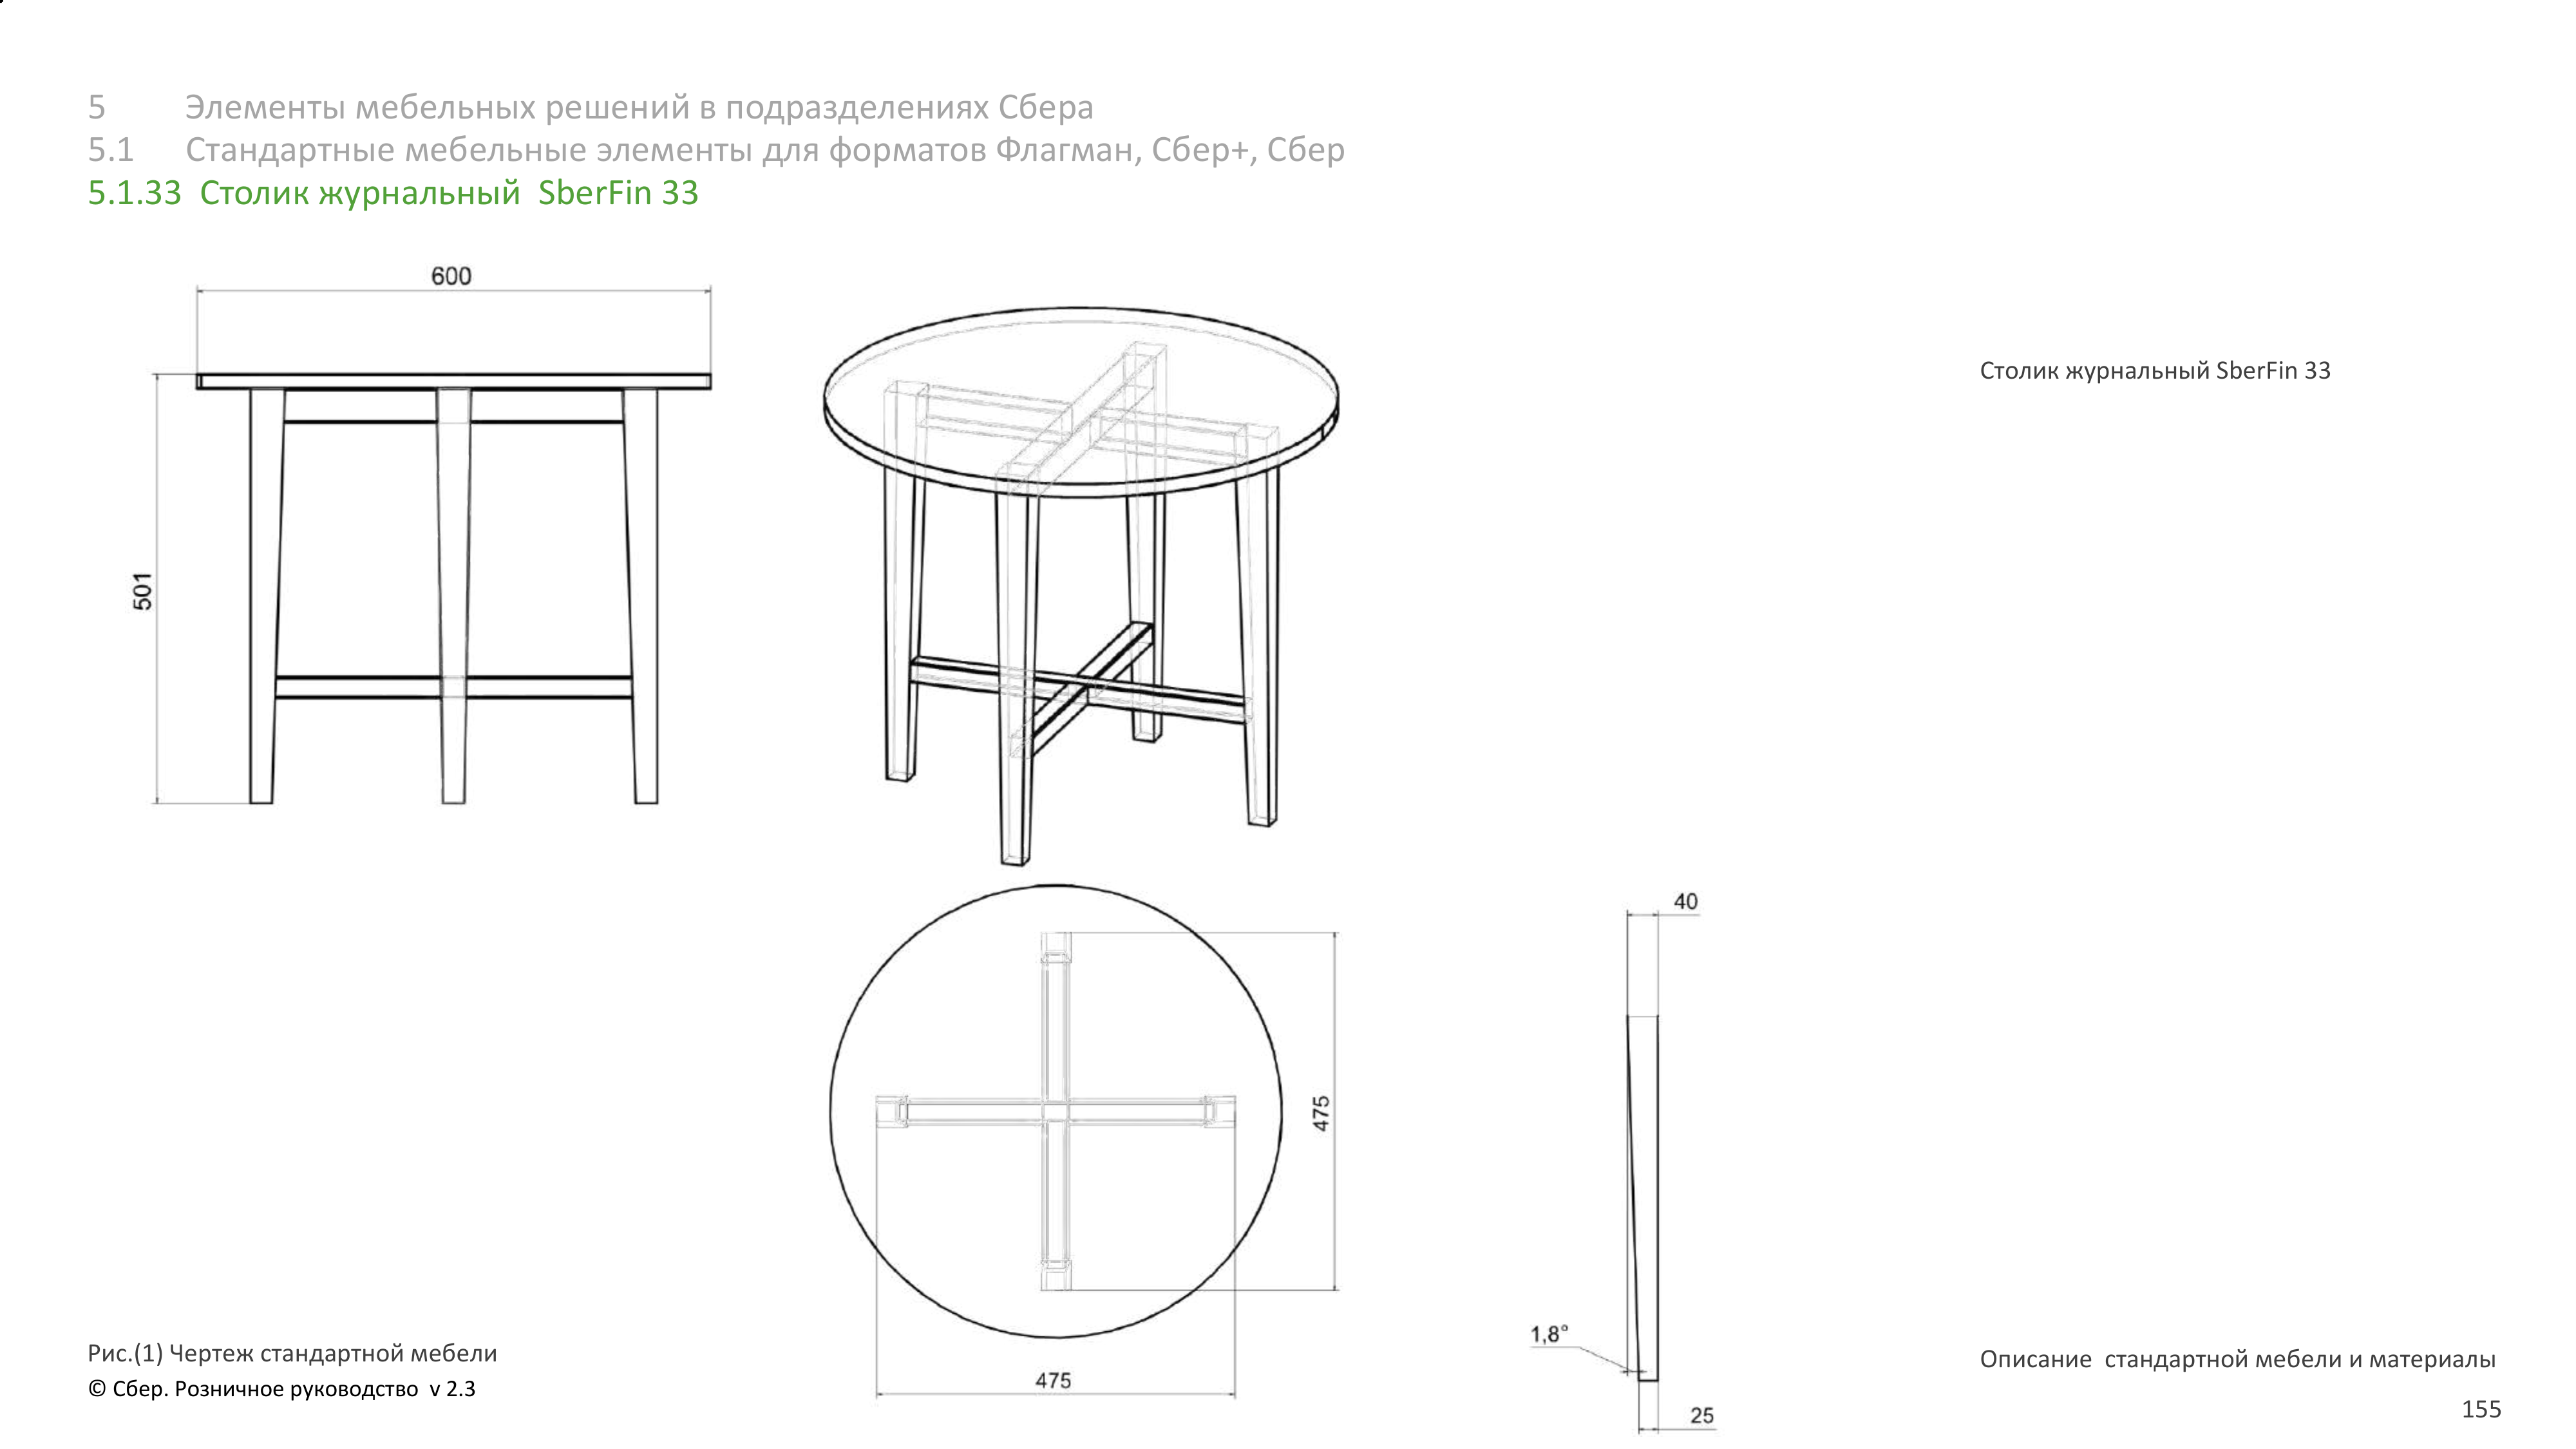 5 Элементы мебельных решений в подразделениях Сбера
5.1 Стандартные мебельные элементы для форматов Флагман, Сбер+, Сбер
5.1.33 Столик журнальный SberFin 33
600
501
Столик журнальный SberFin 33
40
475
475
1,8°
25
Рис.(1) Чертеж стандартной мебели
© Сбер. Розничное руководство v 2.3
Описание стандартной мебели и материалы
155